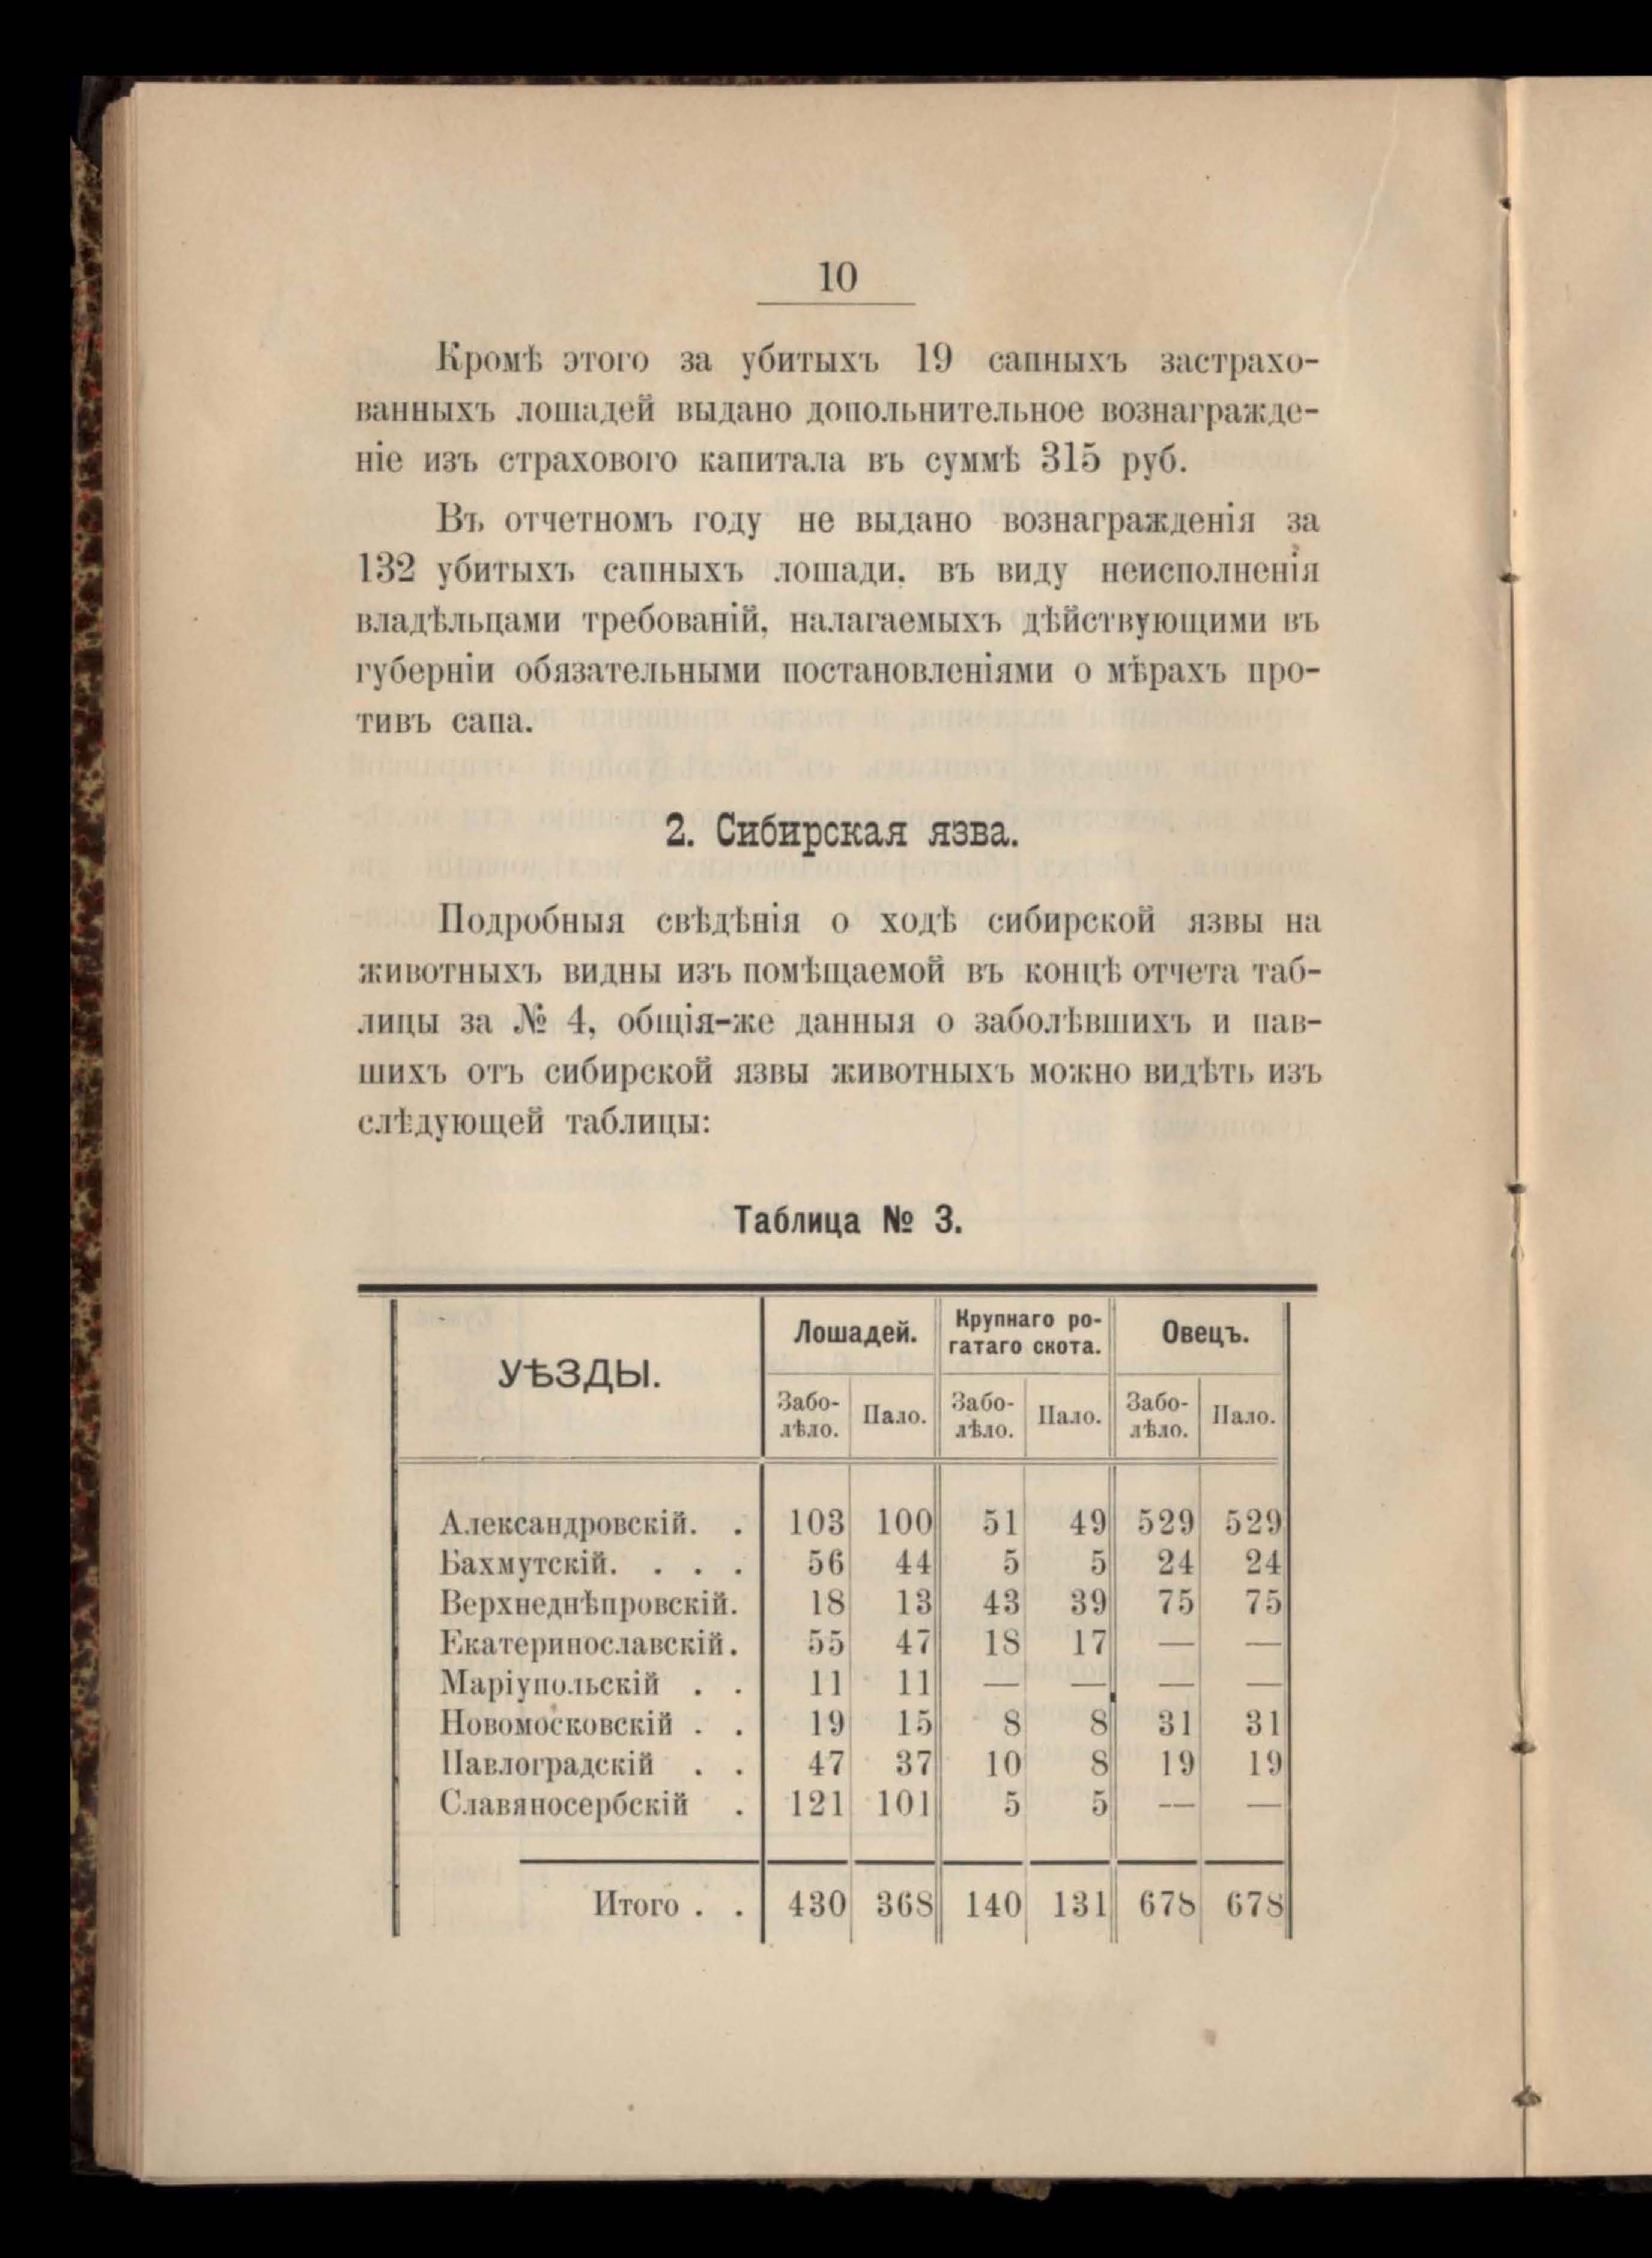 10
Кромѣ этого за убитыхъ 19 сапныхъ застрахо-
ванныхъ лошадей выдано допольнительное вознагражде-
ніе изъ страхового капитала въ суммѣ 315 руб.
Въ отчетномъ году не выдано вознагражденія за
132 убитыхъ сапныхъ лошади, въ виду неисполненія
владѣльцами требованій, налагаемыхъ дѣйствующими въ
губерніи обязательными постановленіями о мѣрахъ про-
тивъ сапа.
2. Сибирская язва.
Подробныя свѣдѣнія о ходѣ сибирской язвы на
животныхъ видны изъ помѣщаемой въ концѣ отчета таб-
лицы за № 4, общія-же данныя о заболѣвшихъ и пав-
шихъ отъ сибирской язвы животныхъ можно видѣть изъ
слѣдующей таблицы:
Таблица № 3.
УѢЗДЫ. Лошадей. Крупнаго ро- Овецъ.
гатаго скота.
Забо- Пало. Забо- Пало. Забо- Пало.
лѣло. лѣло. лѣло.
Александровскій. . 103 100 51 49 529 529
Бахмутскій. . . . 56 44 5 5 24 24
Верхнеднѣпровскій. 18 13 43 39 75 75
Екатеринославскій. 55 47 18 17 — —
Маріупольскій . . 11 11 — — — —
Новомосковскій . . 19 15 8 8 31 31
Павлоградскій . . 47 37 10 8 19 19
Славяносербскій . 121 101 5 5 — —
Итого . . 430 368 140 131 678 678